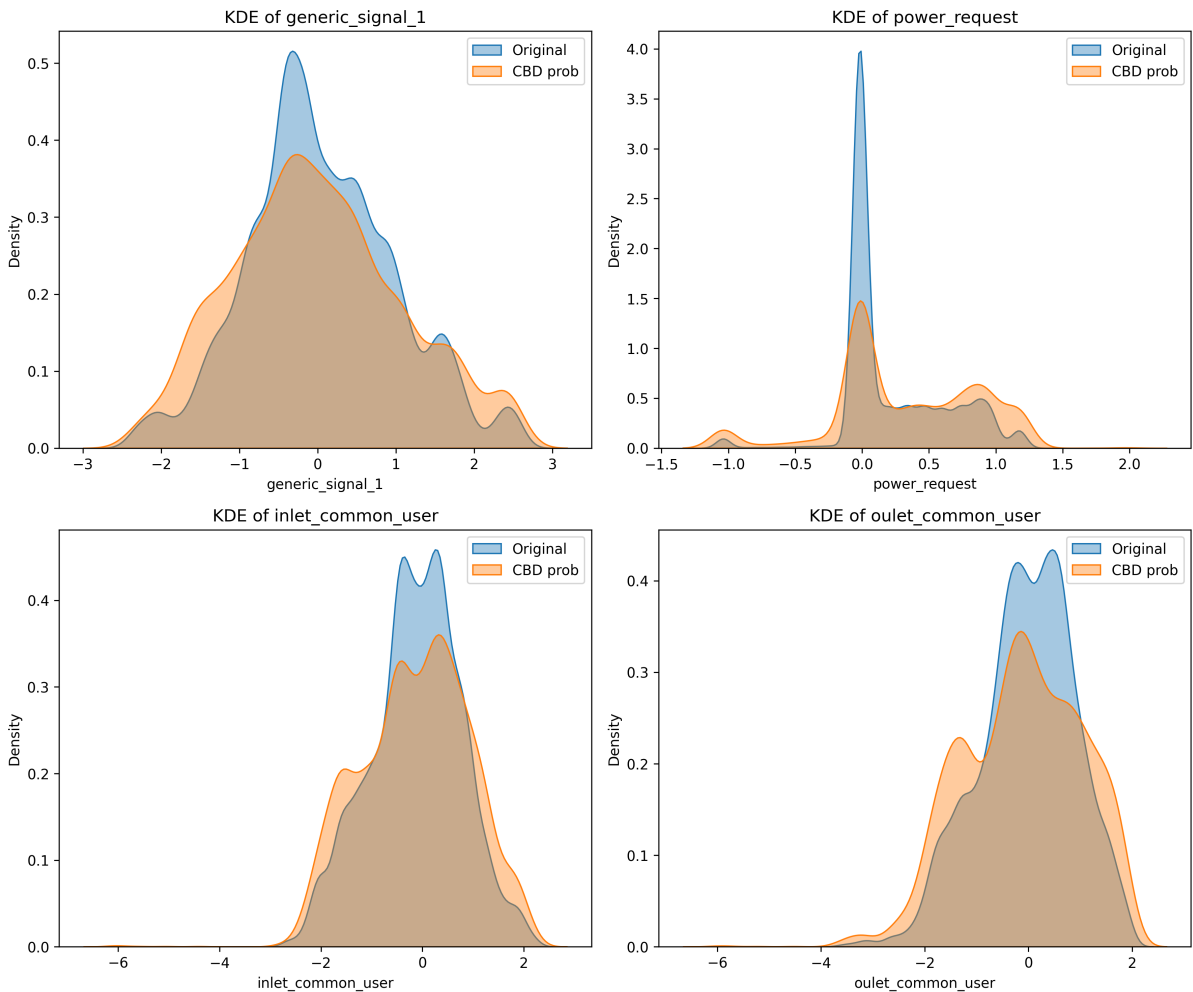 KDE of generic_signal_1
Original
CBD prob
Density
0.5
0.4
0.3
0.2
0.1
0.0
−3 −2 −1 0 1 2 3
generic_signal_1
KDE of power_request
Original
CBD prob
Density
4.0
3.5
3.0
2.5
2.0
1.5
1.0
0.5
0.0
−1.5 −1.0 −0.5 0.0 0.5 1.0 1.5 2.0
power_request
KDE of inlet_common_user
Original
CBD prob
Density
0.4
0.3
0.2
0.1
0.0
−6 −4 −2 0 2
inlet_common_user
KDE of oulet_common_user
Original
CBD prob
Density
0.4
0.3
0.2
0.1
0.0
−6 −4 −2 0 2
oulet_common_user